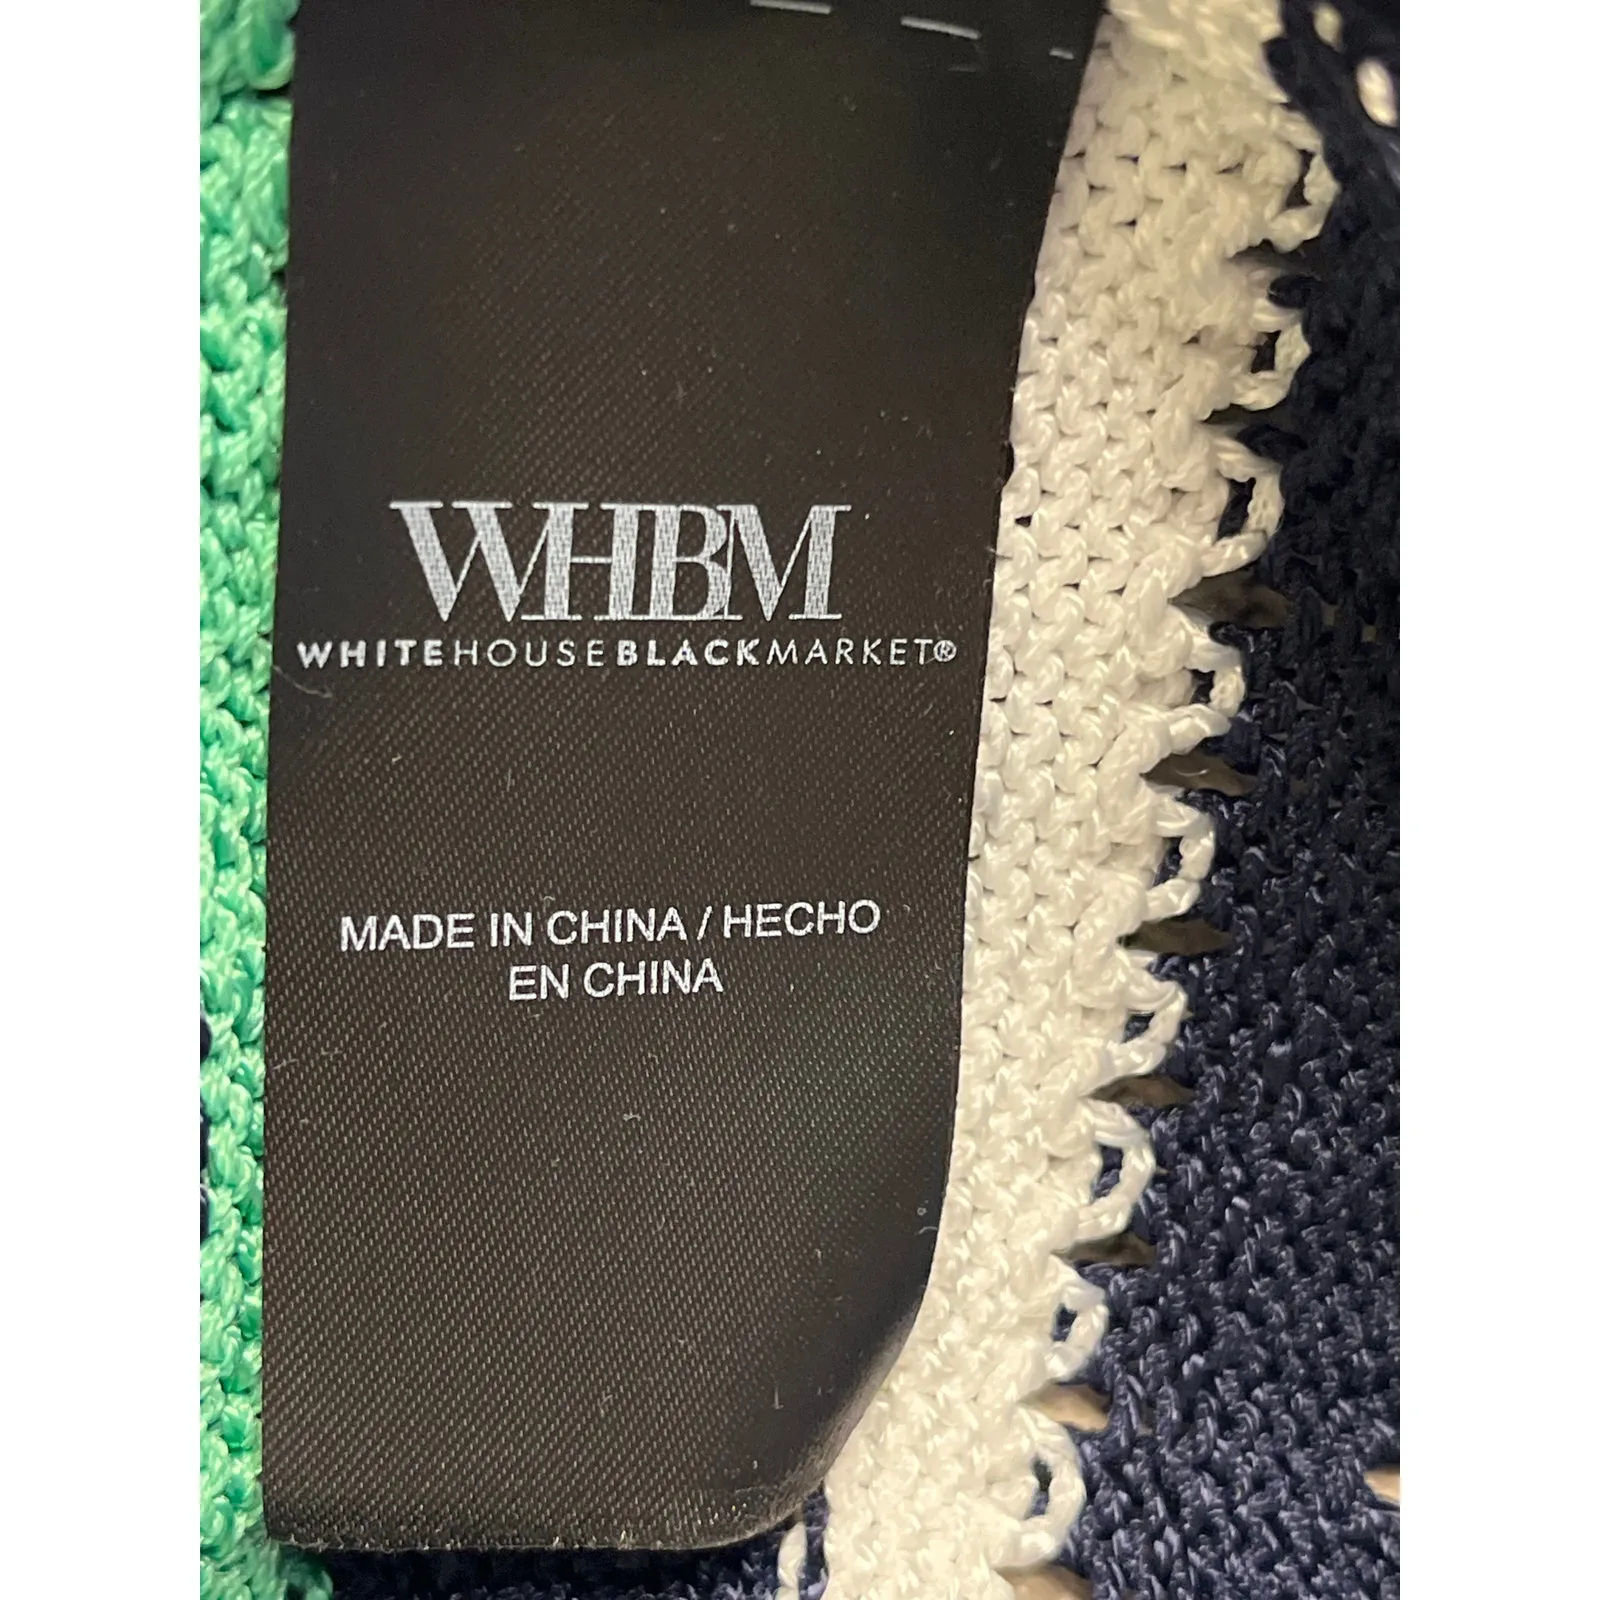 WHBM
WHITEHOUSEBLACKMARKET®
MADE IN CHINA / HECHO
EN CHINA